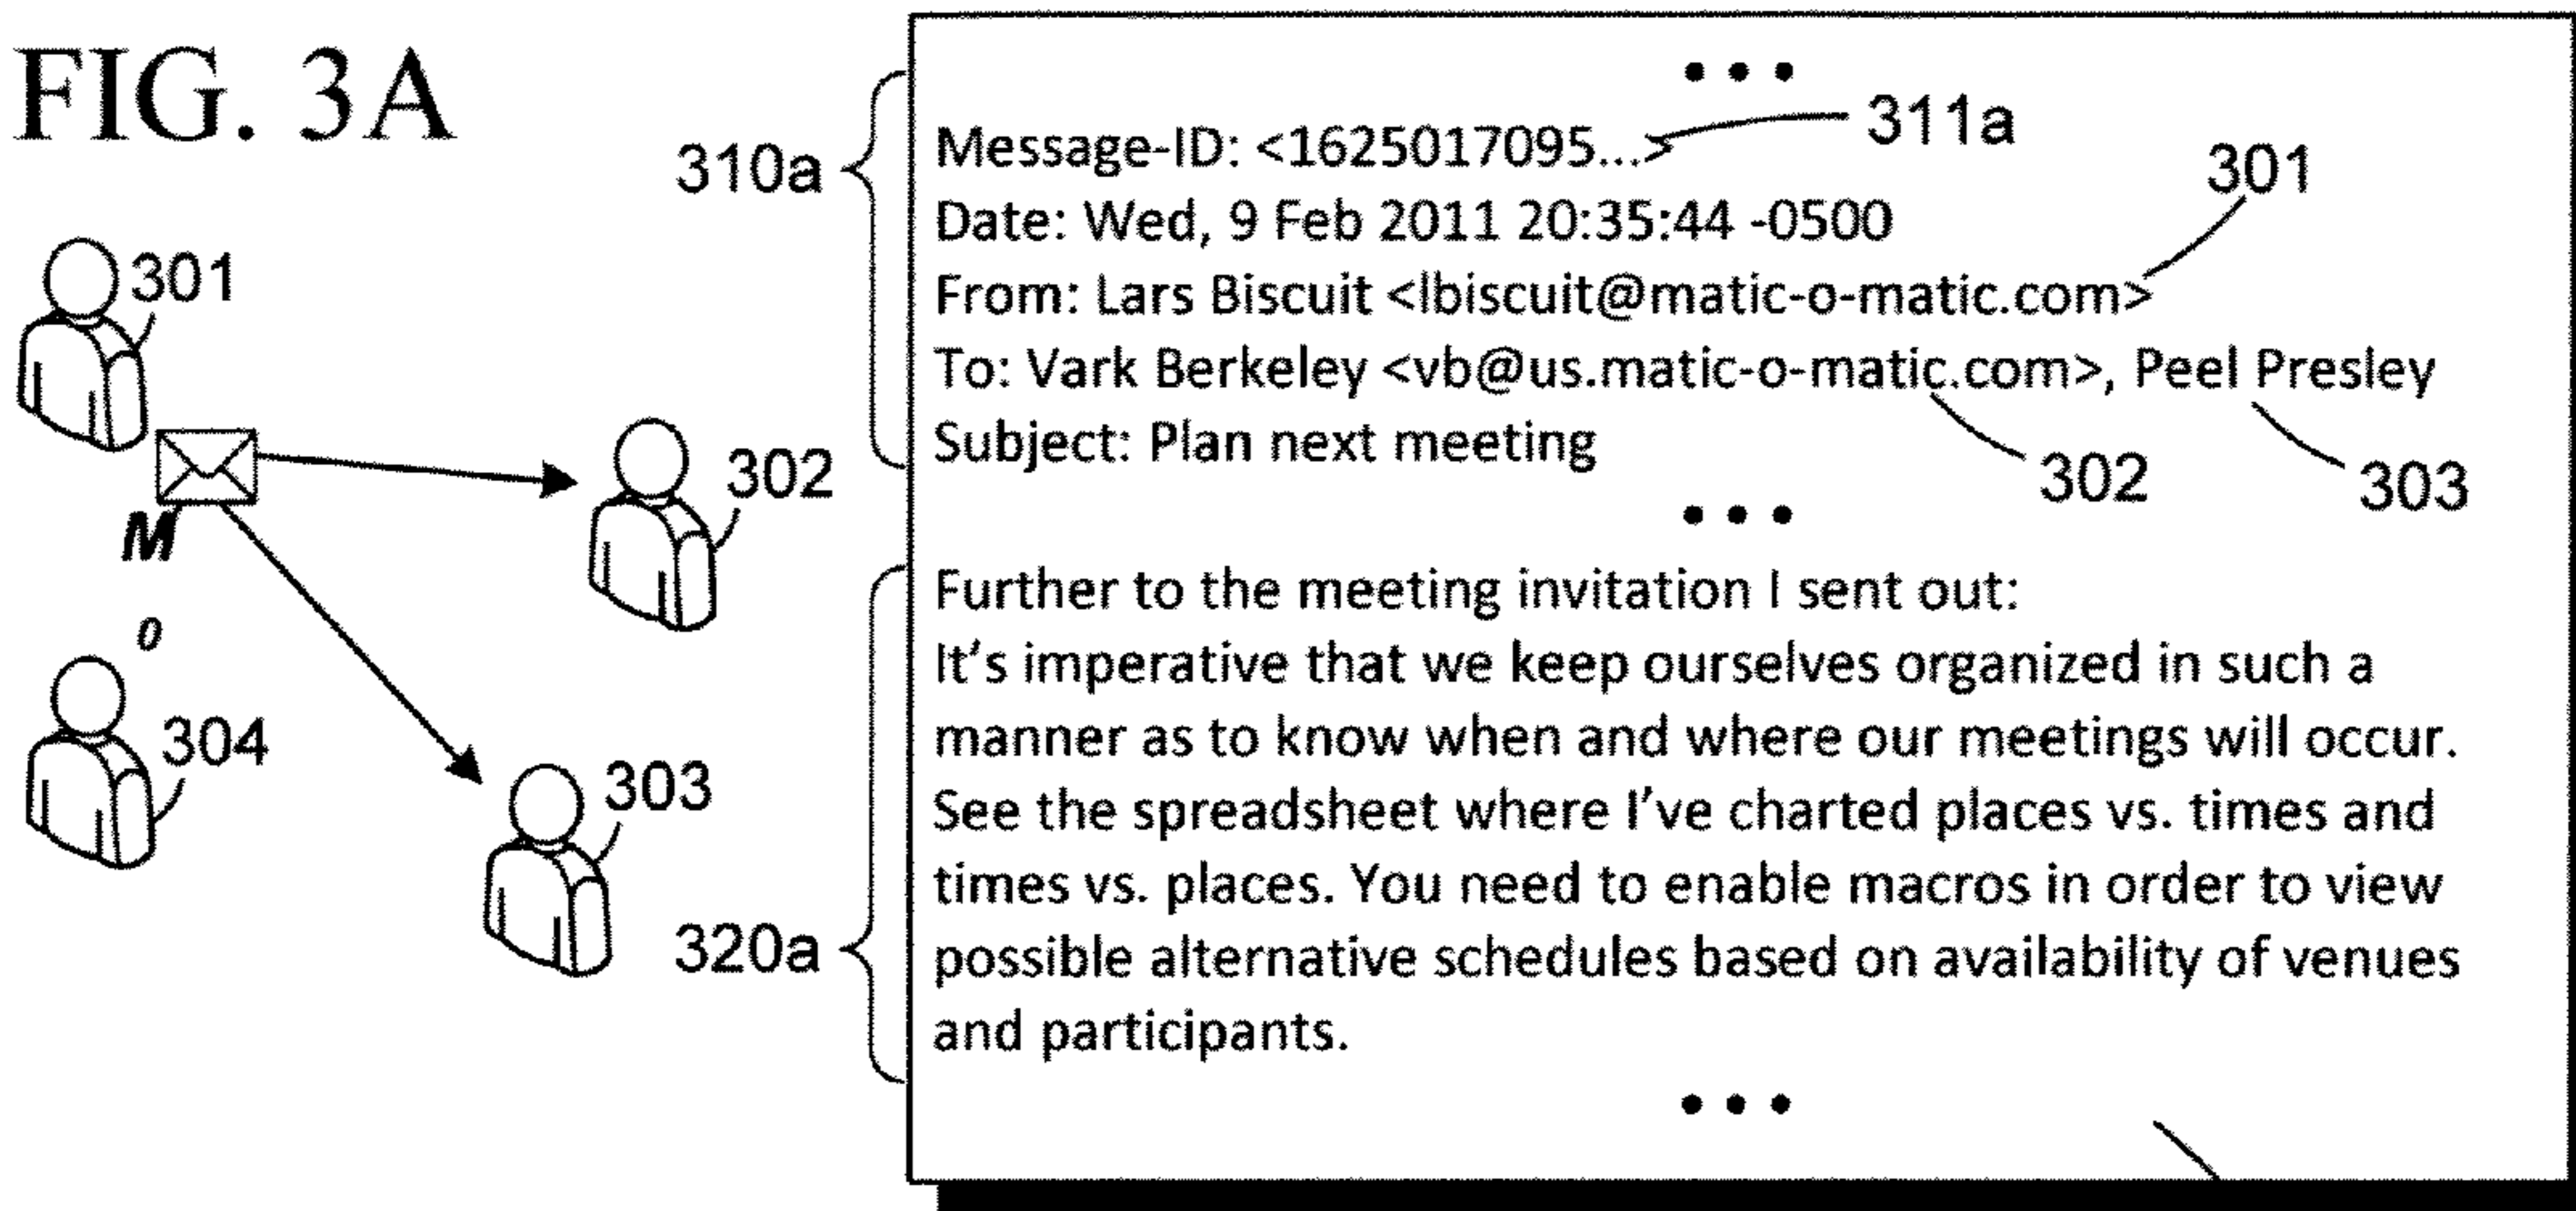 FIG. 3A
• • •
310a
Message-ID: <1625017095...>
311a
Date: Wed, 9 Feb 2011 20:35:44 -0500
301
From: Lars Biscuit <lbiscuit@matic-o-matic.com>
To: Vark Berkeley <vb@us.matic-o-matic.com>, Peel Presley
Subject: Plan next meeting
302
303
• • •
301
302
M
0
304
303
320a
Further to the meeting invitation I sent out:
It's imperative that we keep ourselves organized in such a
manner as to know when and where our meetings will occur.
See the spreadsheet where I've charted places vs. times and
times vs. places. You need to enable macros in order to view
possible alternative schedules based on availability of venues
and participants.
• • •